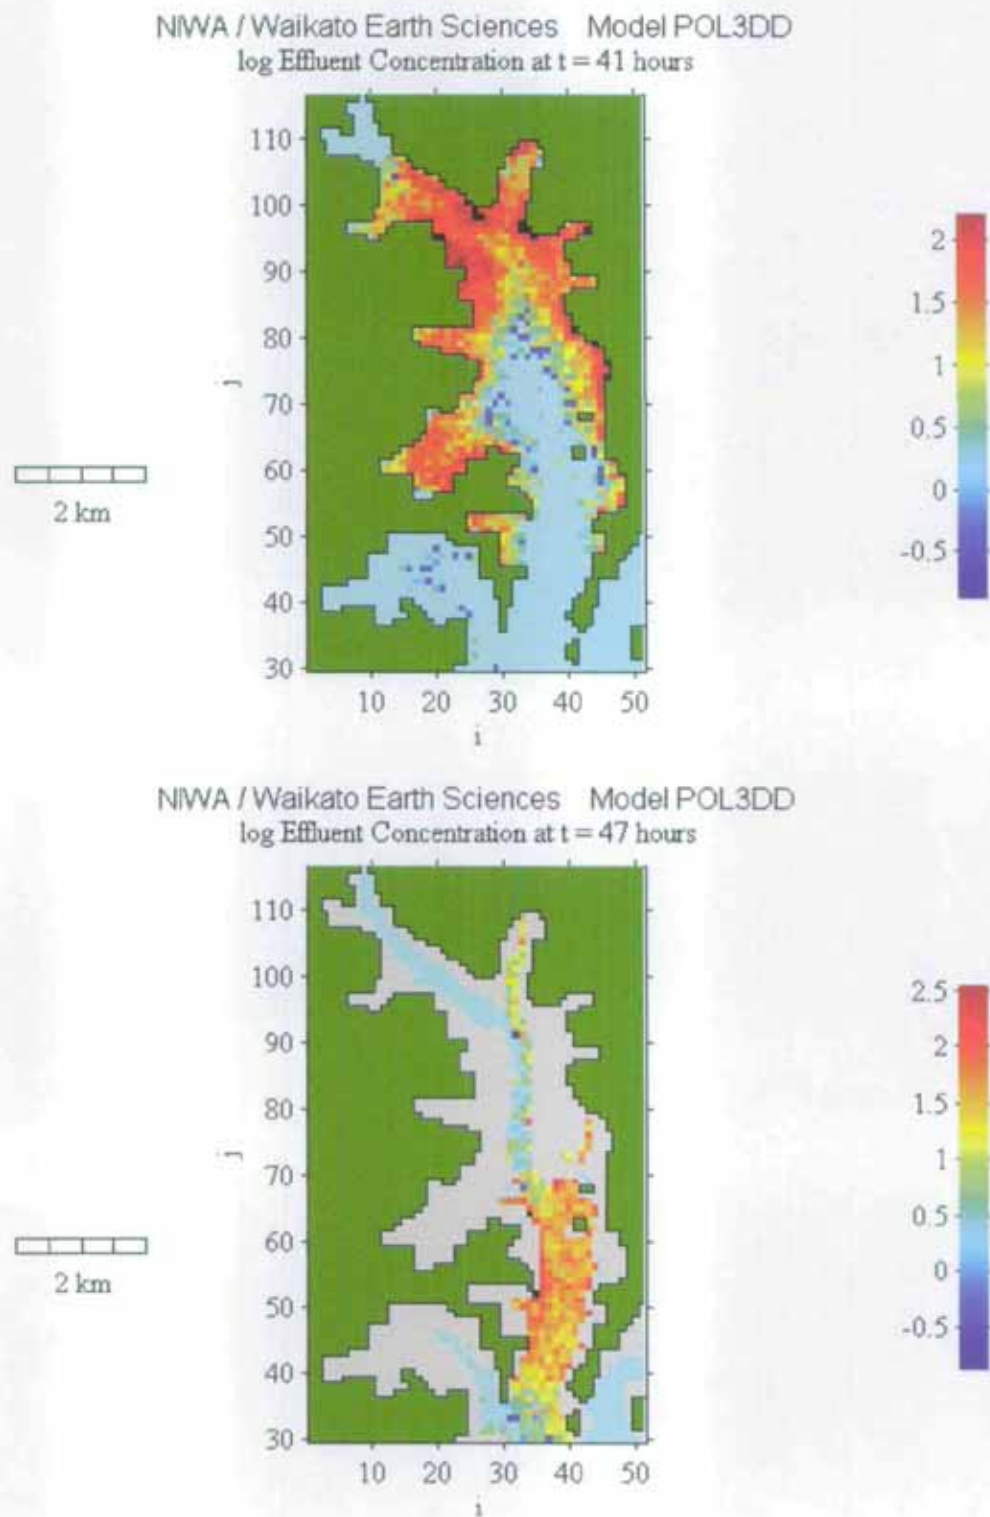 NIWA / Waikato Earth Sciences Model POL3DD
log Effluent Concentration at t = 41 hours
110
100
90
80
70
60
50
40
30
j
10 20 30 40 50
i
2 km
2
1.5
1
0.5
0
-0.5
NIWA / Waikato Earth Sciences Model POL3DD
log Effluent Concentration at t = 47 hours
110
100
90
80
70
60
50
40
30
j
10 20 30 40 50
i
2 km
2.5
2
1.5
1
0.5
0
-0.5